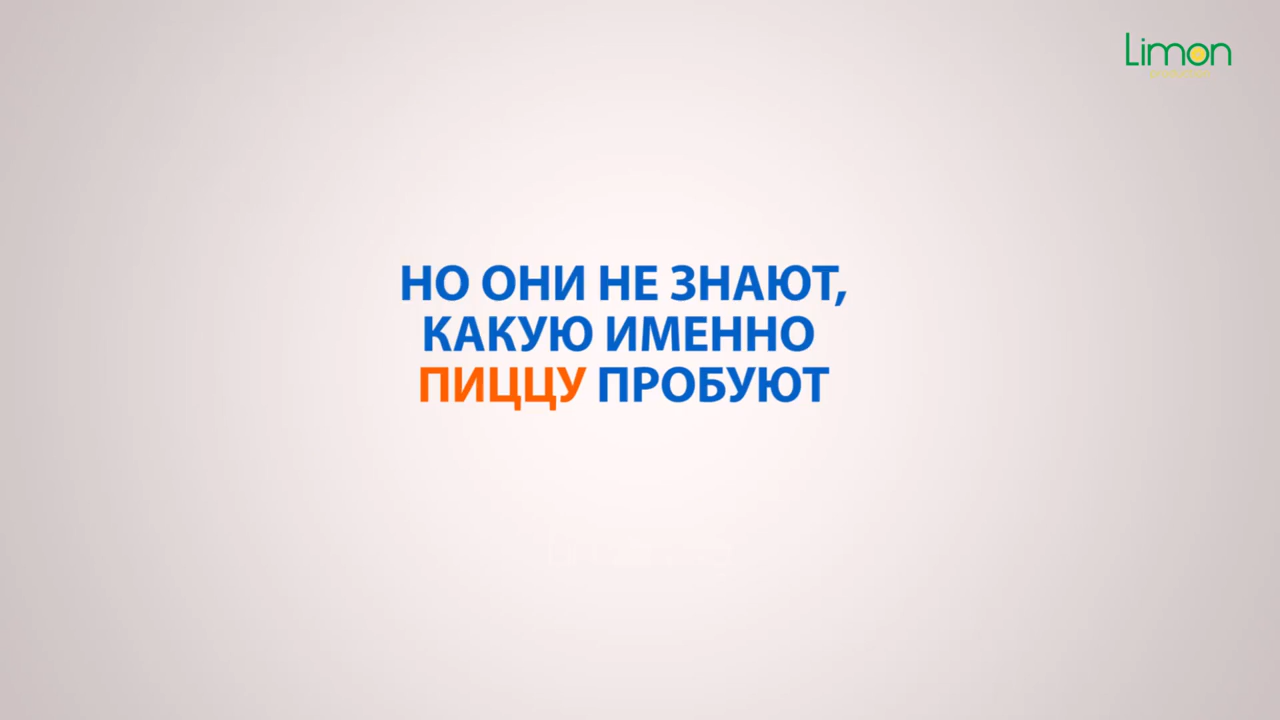 Limon
НО ОНИ НЕ ЗНАЮТ,
КАКУЮ ИМЕННО
ПИЦЦУ ПРОБУЮТ